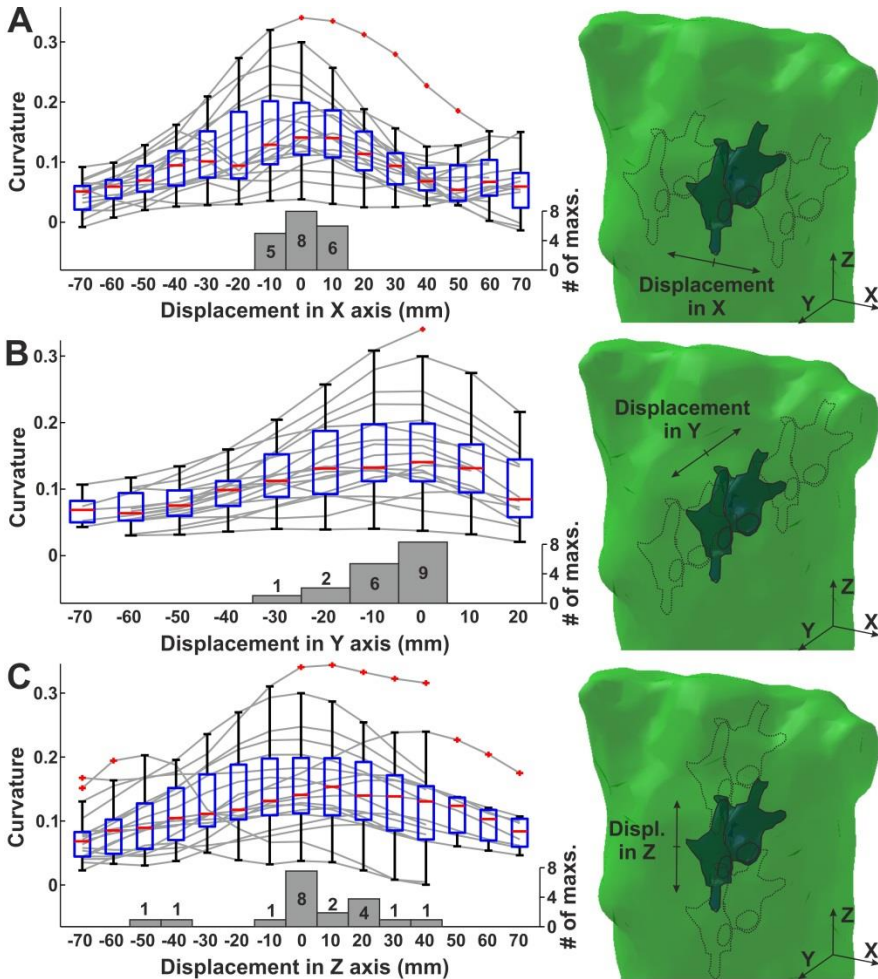 A
Curvature
0.3
0.2
0.1
0
5 8 6
8
4
0
# of maxs.
-70 -60 -50 -40 -30 -20 -10 0 10 20 30 40 50 60 70
Displacement in X axis (mm)
Displacement
in X
Z
Y
X
B
Curvature
0.3
0.2
0.1
0
1 2 6 9
8
4
0
# of maxs.
-70 -60 -50 -40 -30 -20 -10 0 10 20
Displacement in Y axis (mm)
Displacement
in Y
Z
Y
X
C
Curvature
0.3
0.2
0.1
0
1 1 1 8 2 4 1 1
8
4
0
# of maxs.
-70 -60 -50 -40 -30 -20 -10 0 10 20 30 40 50 60 70
Displacement in Z axis (mm)
Displ.
in Z
Z
Y
X